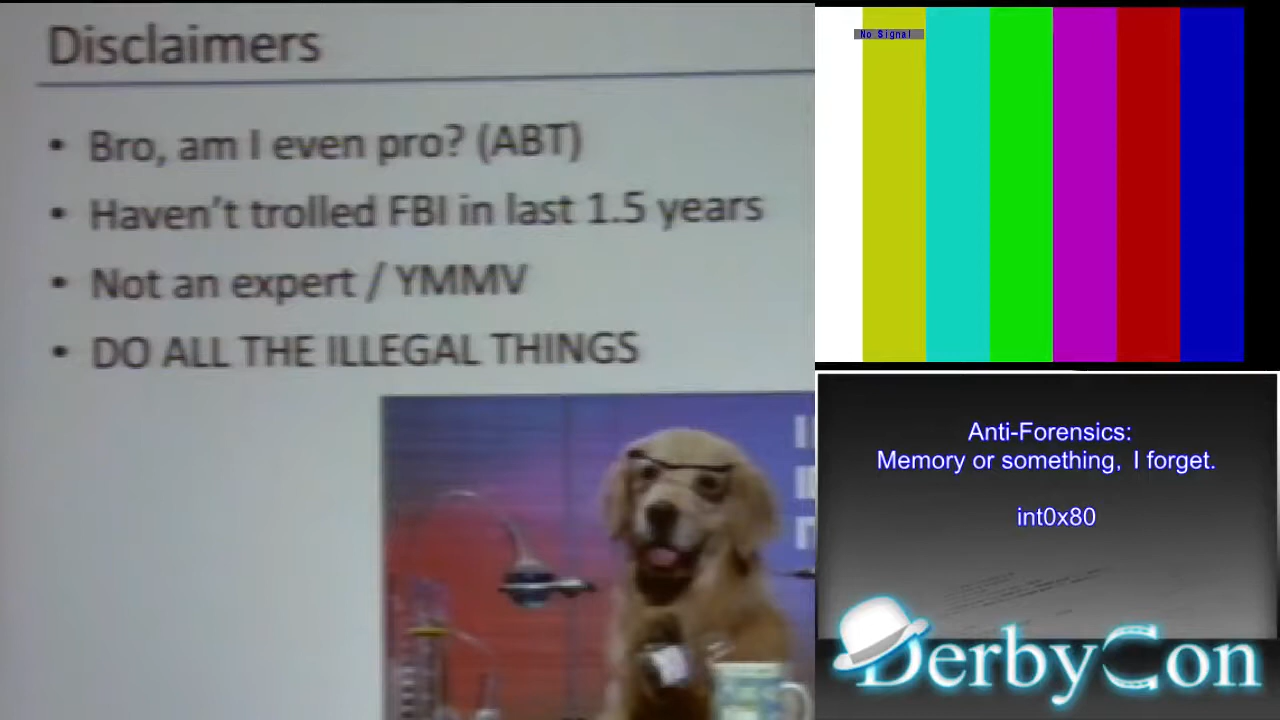 Disclaimers
• Bro, am I even pro? (ABT)
• Haven't trolled FBI in last 1.5 years
• Not an expert / YMMV
• DO ALL THE ILLEGAL THINGS
No Signal
Anti-Forensics:
Memory or something, I forget.
int0x80
DerbyCon